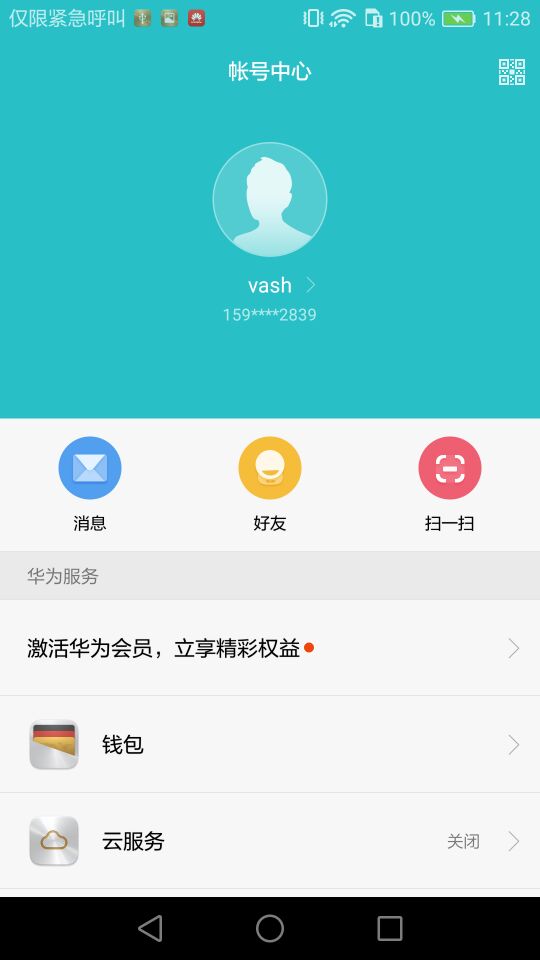 仅限紧急呼叫 100% 11:28
帐号中心
vash
159****2839
消息 好友 扫一扫
华为服务
激活华为会员，立享精彩权益
钱包
云服务 关闭